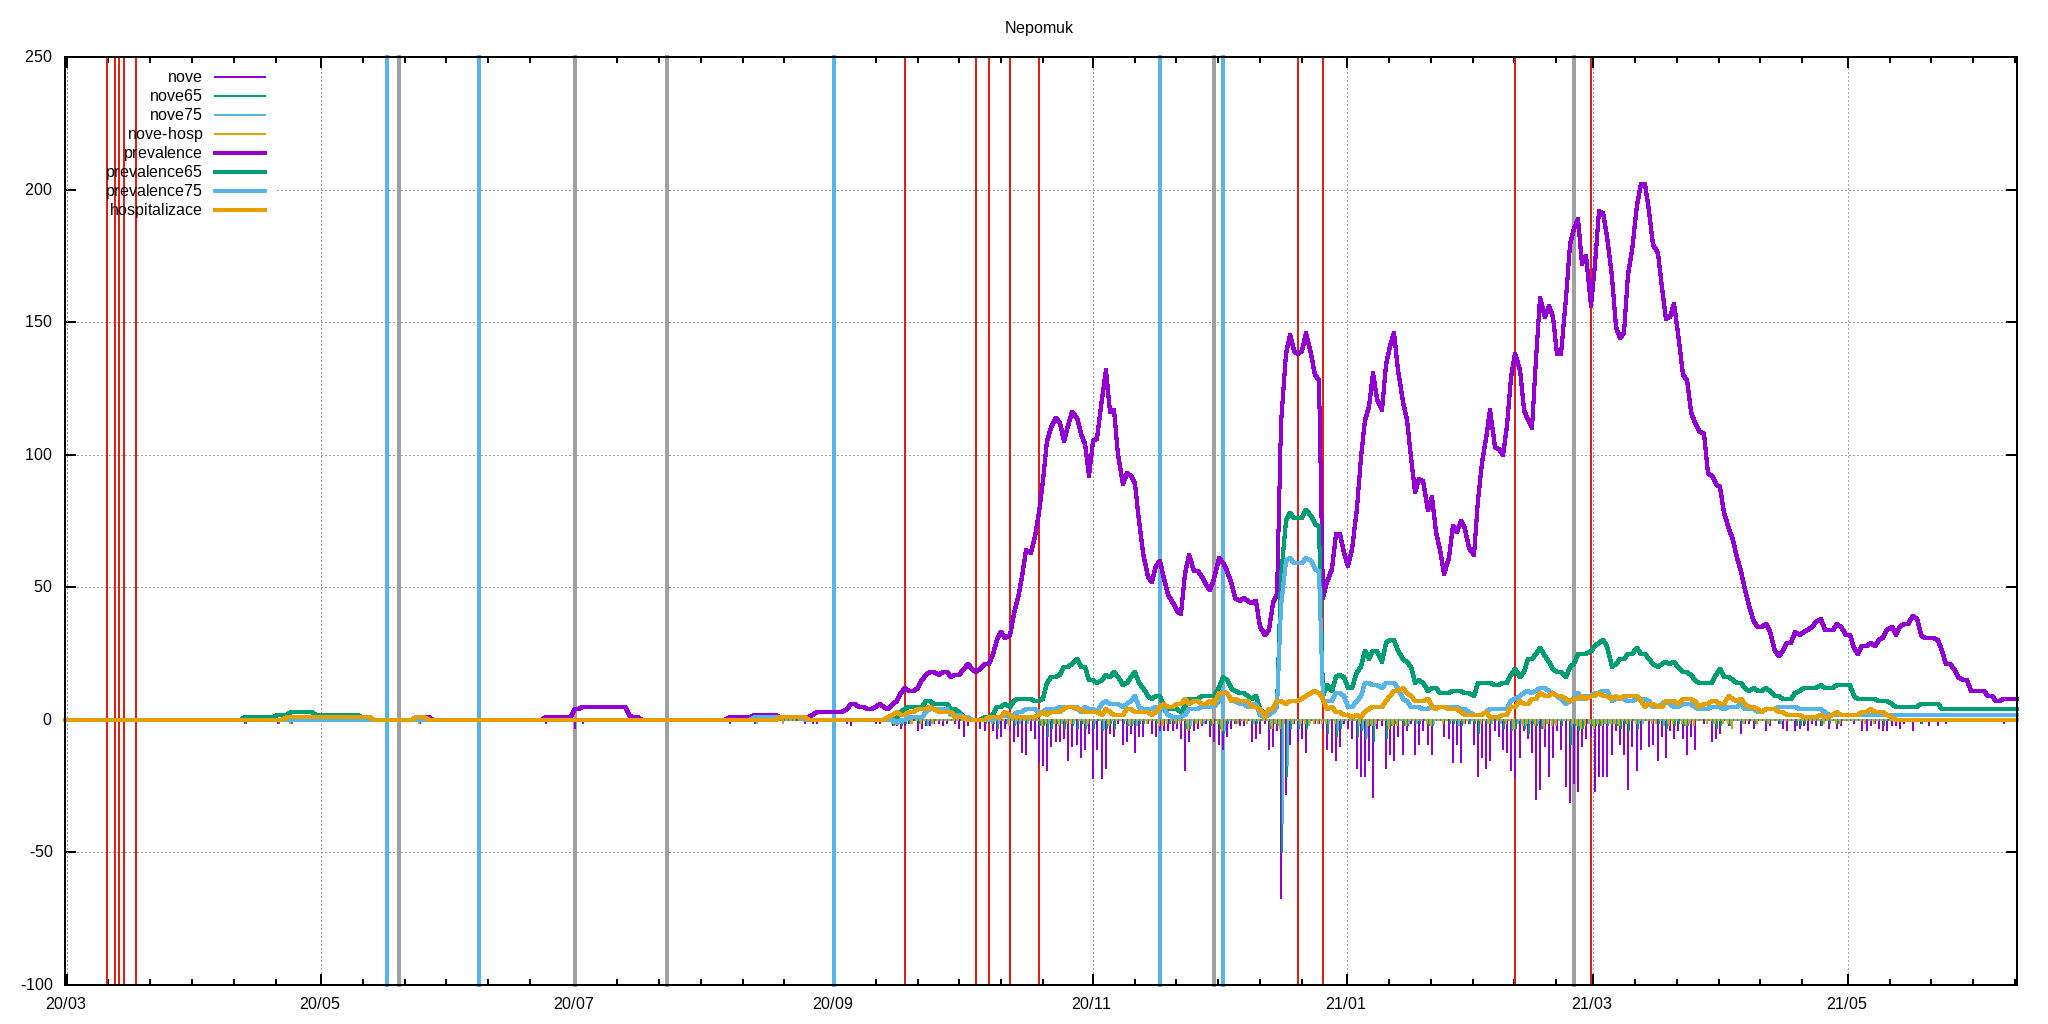 Nepomuk
250
200
150
100
50
0
-50
-100
nove
nove65
nove75
nove-hosp
prevalence
prevalence65
prevalence75
hospitalizace
20/03 20/05 20/07 20/09 20/11 21/01 21/03 21/05